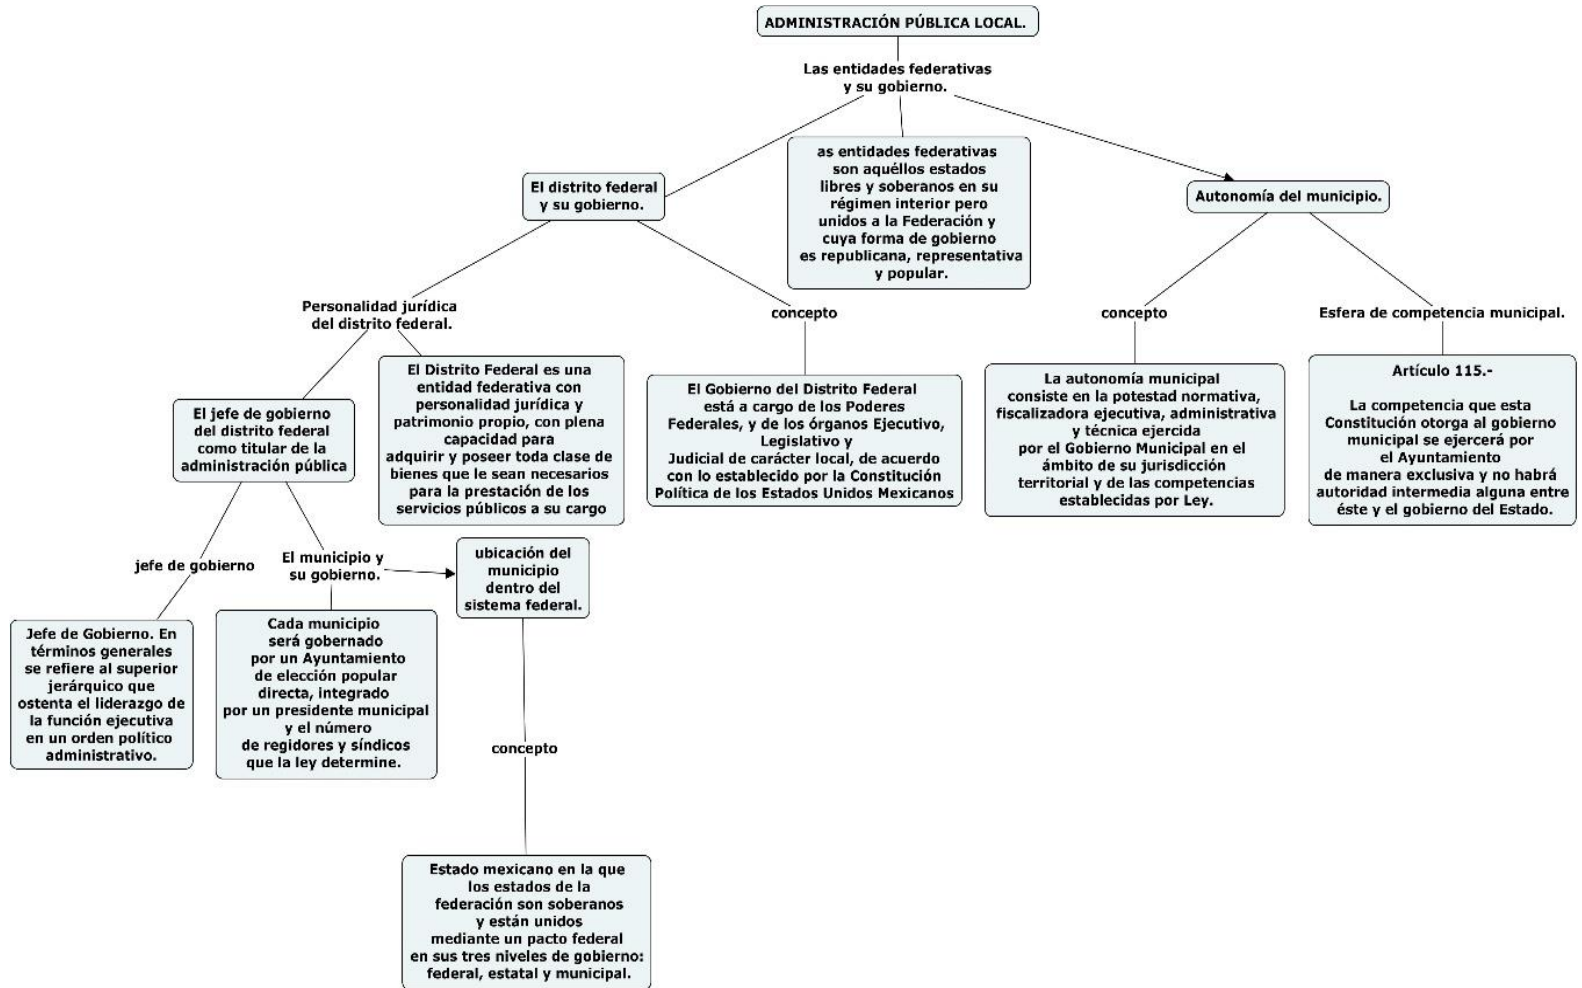 ADMINISTRACIÓN PÚBLICA LOCAL.
Las entidades federativas
y su gobierno.
El distrito federal
y su gobierno.
as entidades federativas
son aquéllos estados
libres y soberanos en su
régimen interior pero
unidos a la Federación y
cuya forma de gobierno
es republicana, representativa
y popular.
Autonomía del municipio.
Personalidad jurídica
del distrito federal.
concepto
concepto
Esfera de competencia municipal.
El jefe de gobierno
del distrito federal
como titular de la
administración pública
El Distrito Federal es una
entidad federativa con
personalidad jurídica y
patrimonio propio, con plena
capacidad para
adquirir y poseer toda clase de
bienes que le sean necesarios
para la prestación de los
servicios públicos a su cargo
El Gobierno del Distrito Federal
está a cargo de los Poderes
Federales, y de los órganos Ejecutivo,
Legislativo y
Judicial de carácter local, de acuerdo
con lo establecido por la Constitución
Política de los Estados Unidos Mexicanos
La autonomía municipal
consiste en la potestad normativa,
fiscalizadora ejecutiva, administrativa
y técnica ejercida
por el Gobierno Municipal en el
ámbito de su jurisdicción
territorial y de las competencias
establecidas por Ley.
Artículo 115.-
La competencia que esta
Constitución otorga al gobierno
municipal se ejercerá por
el Ayuntamiento
de manera exclusiva y no habrá
autoridad intermedia alguna entre
éste y el gobierno del Estado.
jefe de gobierno
El municipio y
su gobierno.
ubicación del
municipio
dentro del
sistema federal.
Jefe de Gobierno. En
términos generales
se refiere al superior
jerárquico que
ostenta el liderazgo de
la función ejecutiva
en un orden político
administrativo.
Cada municipio
será gobernado
por un Ayuntamiento
de elección popular
directa, integrado
por un presidente municipal
y el número
de regidores y síndicos
que la ley determine.
concepto
Estado mexicano en la que
los estados de la
federación son soberanos
y están unidos
mediante un pacto federal
en sus tres niveles de gobierno:
federal, estatal y municipal.